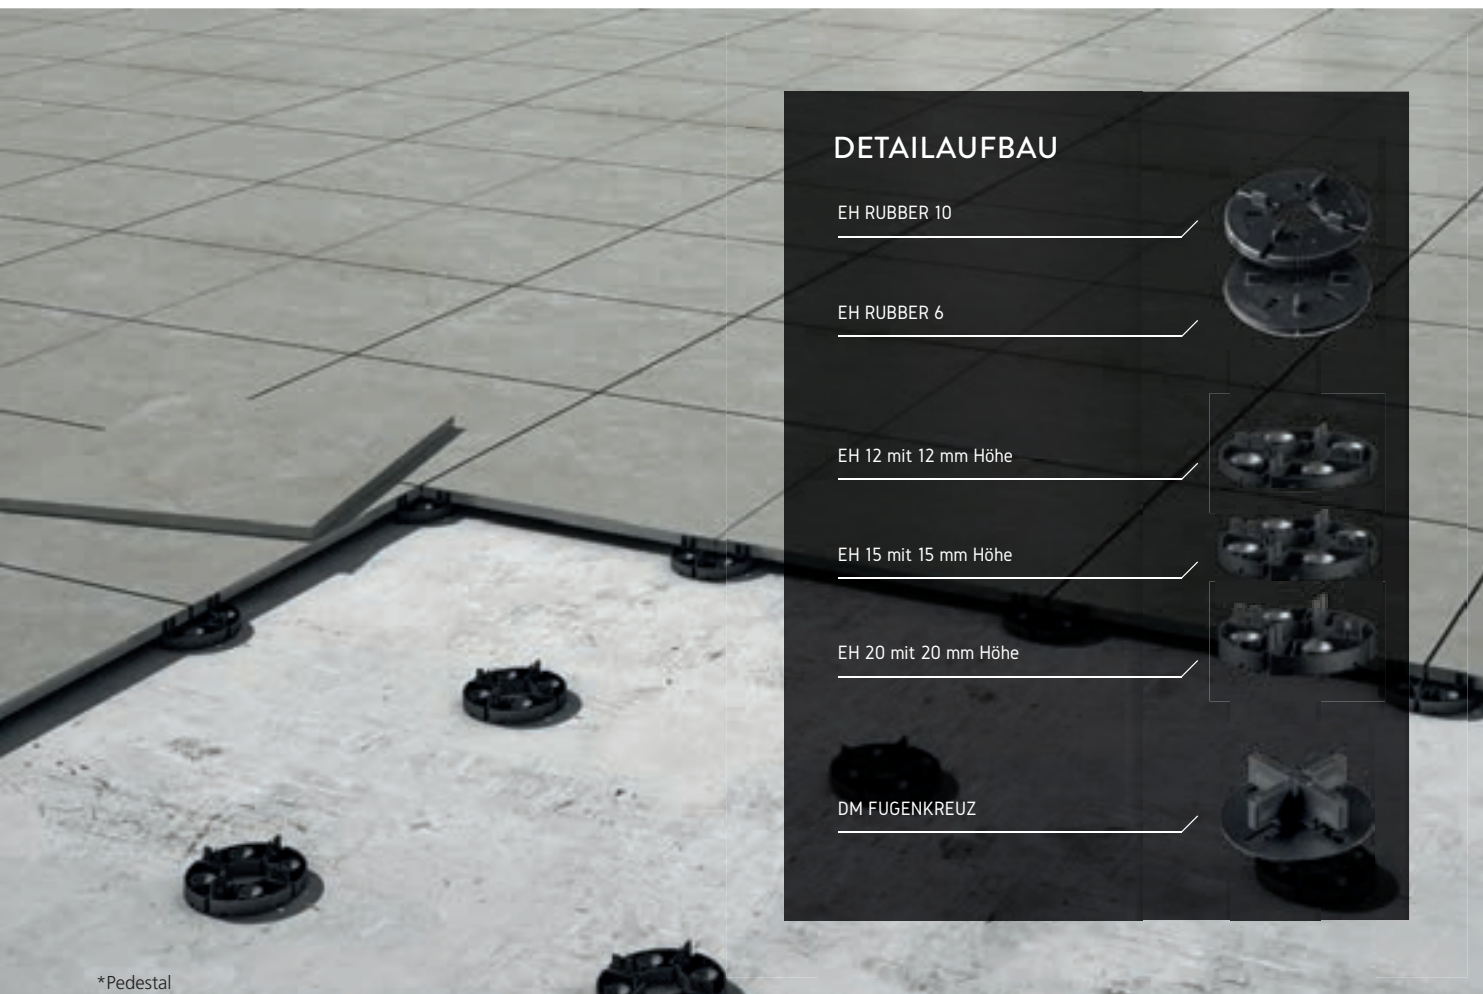 DETAILAUFBAU
EH RUBBER 10
EH RUBBER 6
EH 12 mit 12 mm Höhe
EH 15 mit 15 mm Höhe
EH 20 mit 20 mm Höhe
DM FUGENKREUZ
*Pedestal